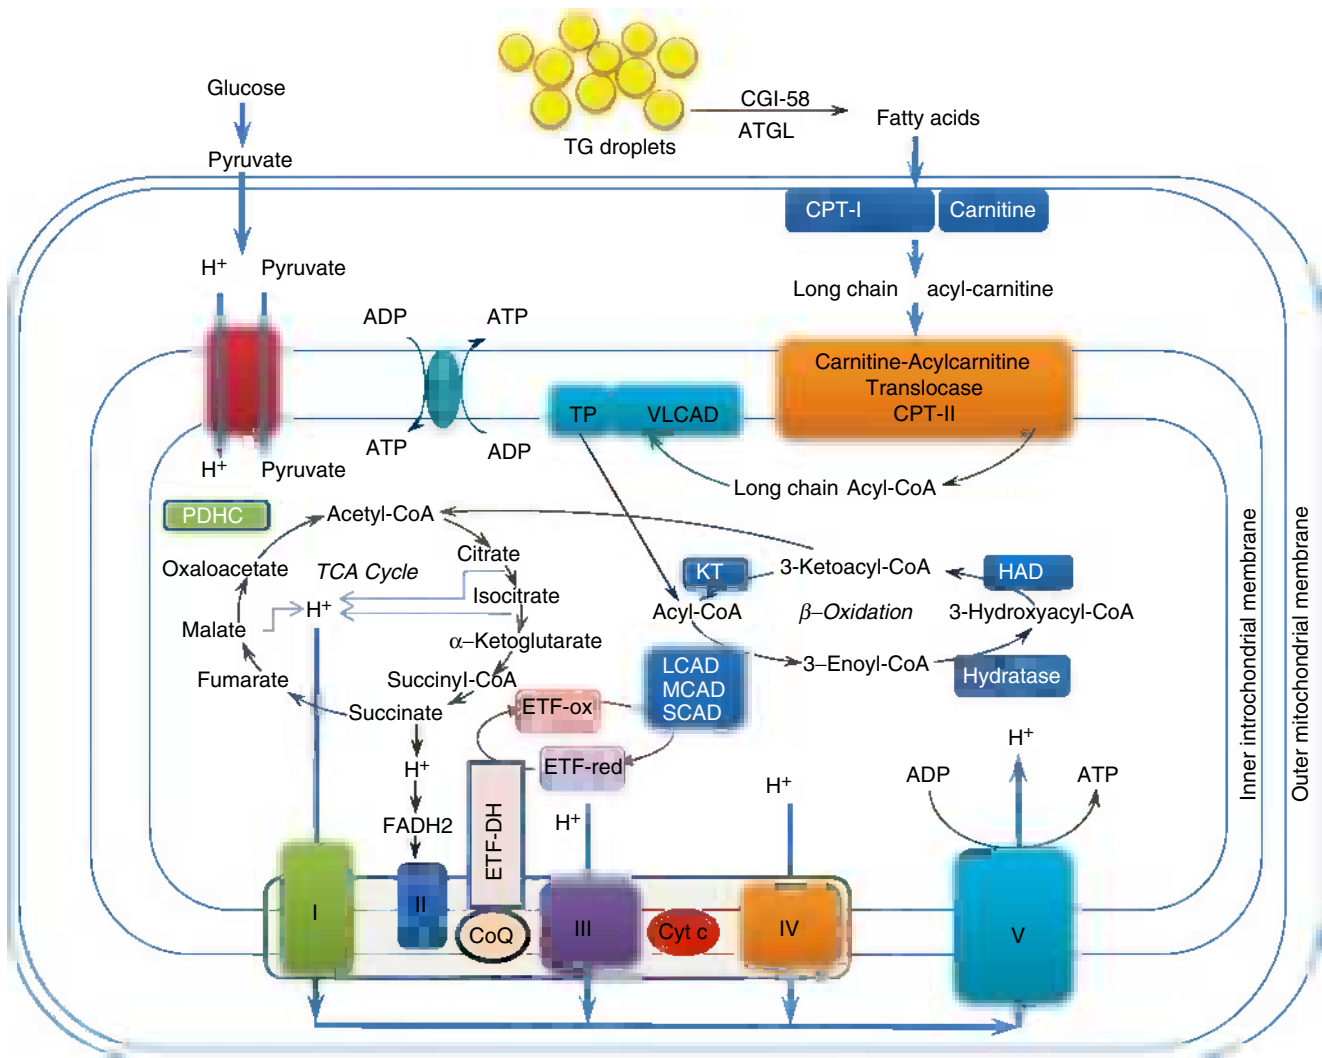 Glucose
CGI-58
ATGL
Fatty acids
TG droplets
Pyruvate
CPT-I
Carnitine
H+
Pyruvate
Long chain acyl-carnitine
ADP
ATP
Carnitine-Acylcarnitine
Translocase
CPT-II
TP
VLCAD
ATP
ADP
H+
Pyruvate
Long chain Acyl-CoA
PDHC
Acetyl-CoA
Citrate
Oxaloacetate
TCA Cycle
Isocitrate
H+
Malate
α–Ketoglutarate
Fumarate
Succinyl-CoA
Succinate
H+
FADH2
KT
3-Ketoacyl-CoA
HAD
Acyl-CoA
β–Oxidation
3-Hydroxyacyl-CoA
3–Enoyl-CoA
Hydratase
LCAD
MCAD
SCAD
ETF-ox
ETF-red
ETF-DH
H+
H+
H+
ADP
ATP
Inner introchondrial membrane
Outer mitochondrial membrane
I
II
CoQ
III
Cyt c
IV
V